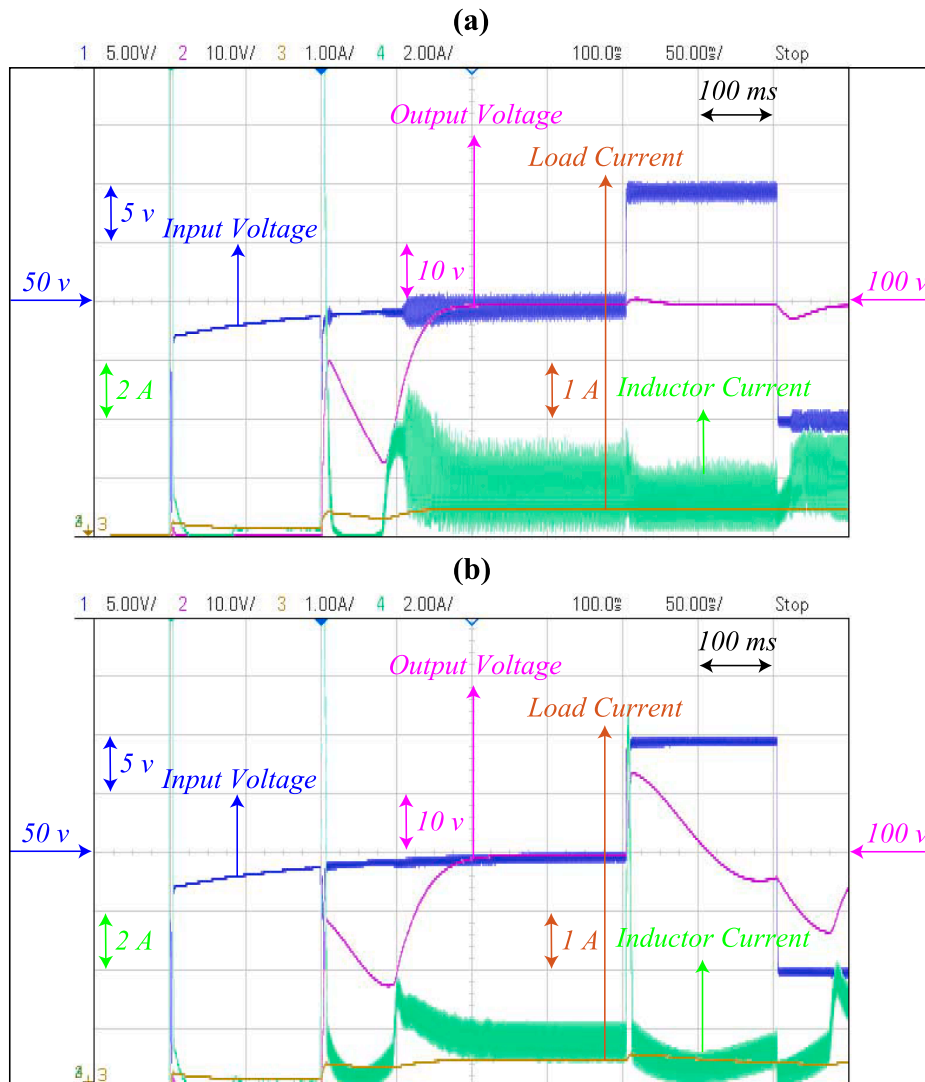 (a)
1 5.00V/ 2 10.0V/ 3 1.00A/ 4 2.00A/ 100.0s 50.00s/ Stop
100 ms
Output Voltage
Load Current
5 v
Input Voltage
10 v
50 v
100 v
2 A
1 A
Inductor Current
3
(b)
1 5.00V/ 2 10.0V/ 3 1.00A/ 4 2.00A/ 100.0s 50.00s/ Stop
100 ms
Output Voltage
Load Current
5 v
Input Voltage
10 v
50 v
100 v
2 A
1 A
Inductor Current
3